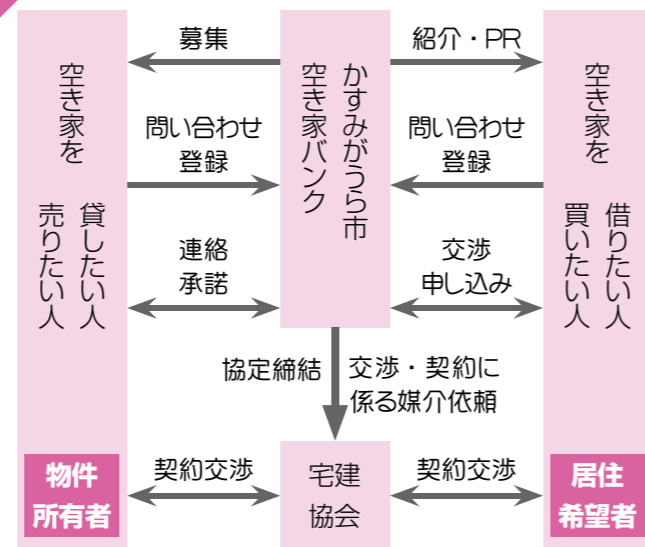 空き家を
貸したい人
売りたい人
物件
所有者
募集
問い合わせ
登録
連絡
承諾
契約交渉
かすみがうら市
空き家バンク
協定締結
交渉・契約に
係る媒介依頼
宅建
協会
紹介・PR
問い合わせ
登録
交渉
申し込み
契約交渉
空き家を
借りたい人
買いたい人
居住
希望者